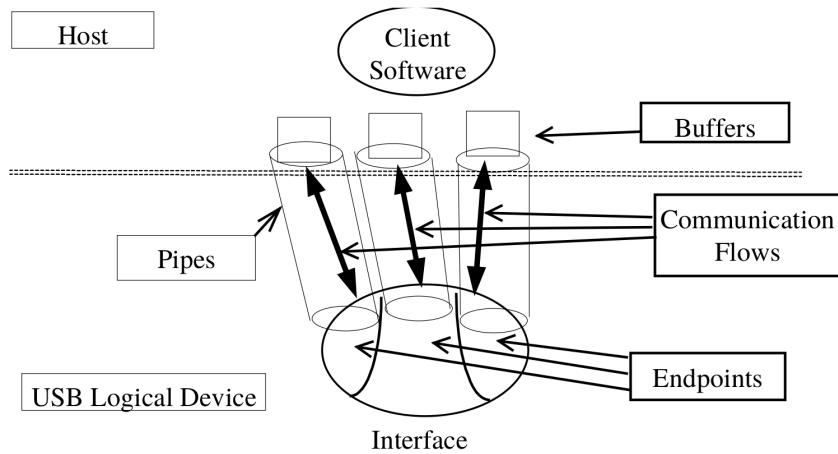 Host
Client
Software
Buffers
Communication
Flows
Pipes
Endpoints
USB Logical Device
Interface